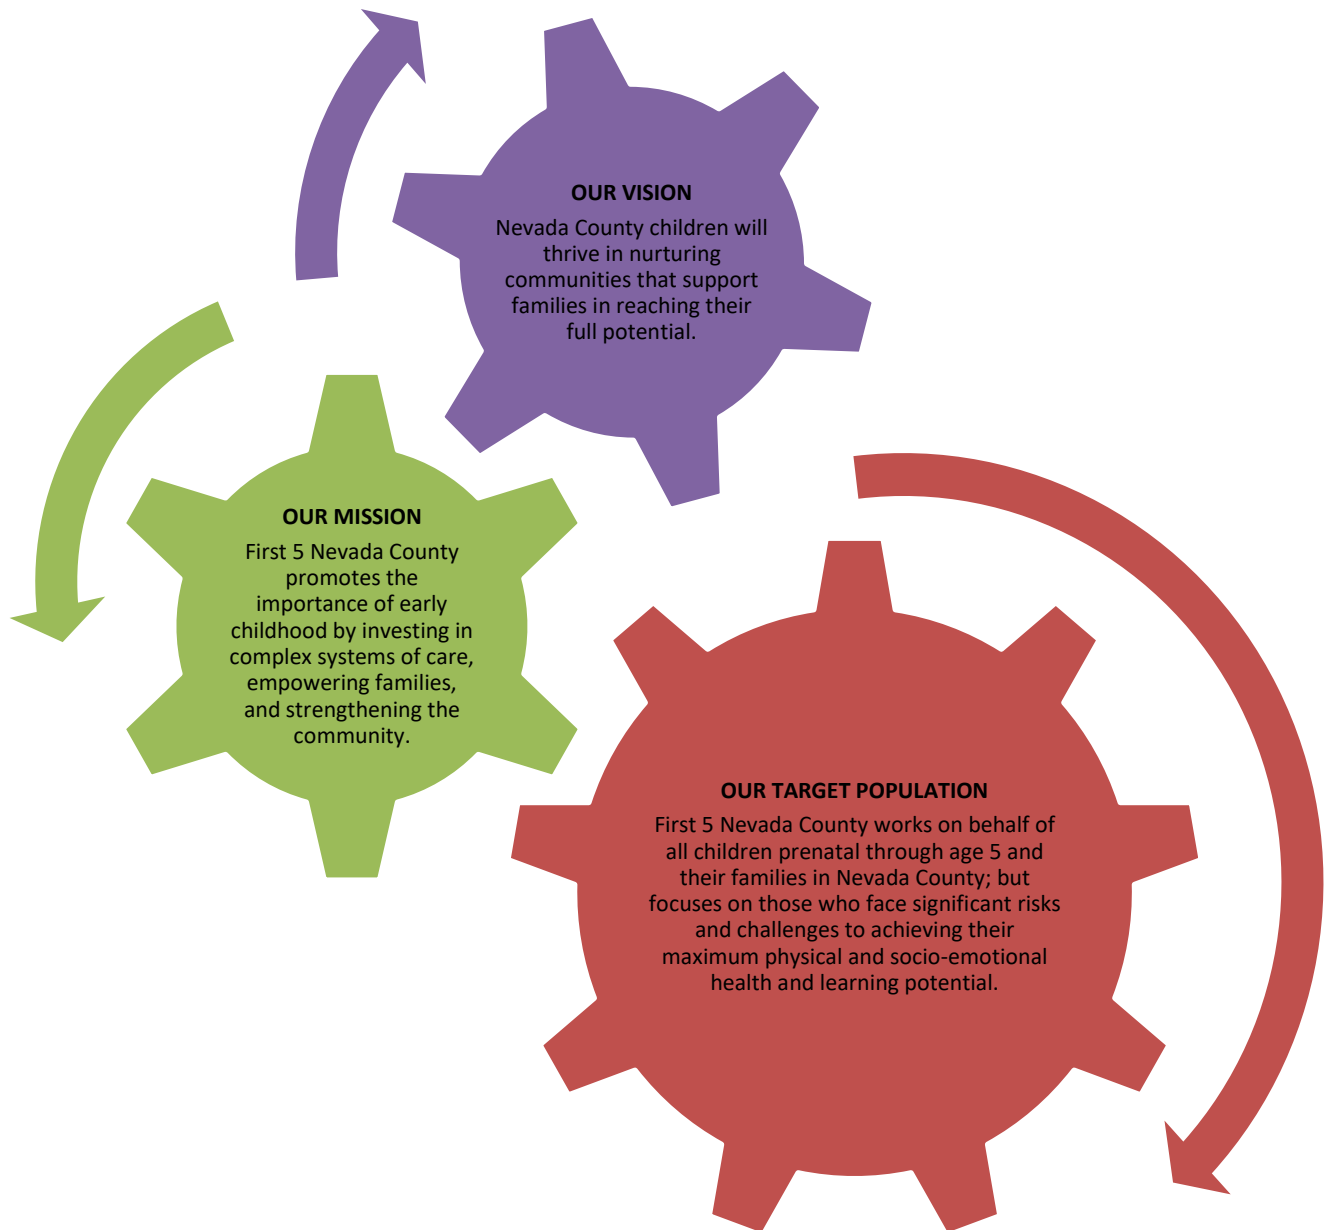 OUR VISION
Nevada County children will
thrive in nurturing
communities that support
families in reaching their
full potential.
OUR MISSION
First 5 Nevada County
promotes the
importance of early
childhood by investing in
complex systems of care,
empowering families,
and strengthening the
community.
OUR TARGET POPULATION
First 5 Nevada County works on behalf of
all children prenatal through age 5 and
their families in Nevada County; but
focuses on those who face significant risks
and challenges to achieving their
maximum physical and socio-emotional
health and learning potential.